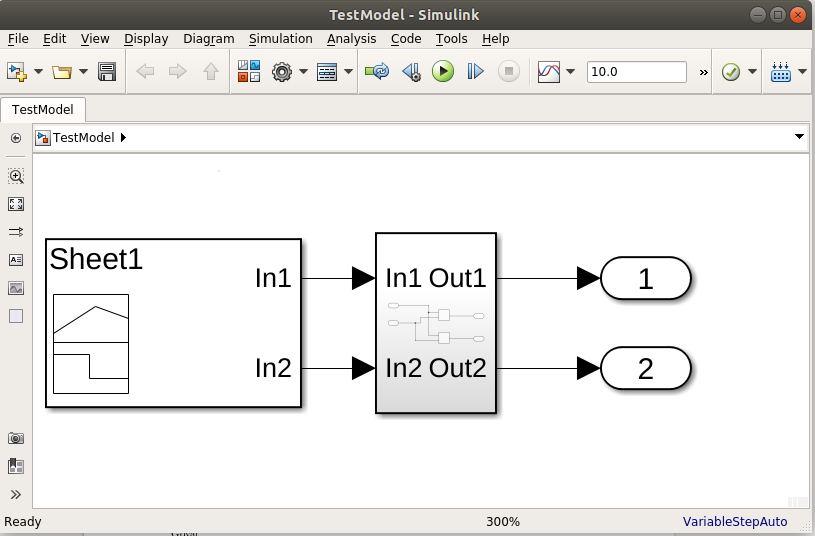 TestModel - Simulink
File Edit View Display Diagram Simulation Analysis Code Tools Help
10.0 »
TestModel
TestModel
Sheet1
In1
In1 Out1
1
In2
In2 Out2
2
Ready 300% VariableStepAuto